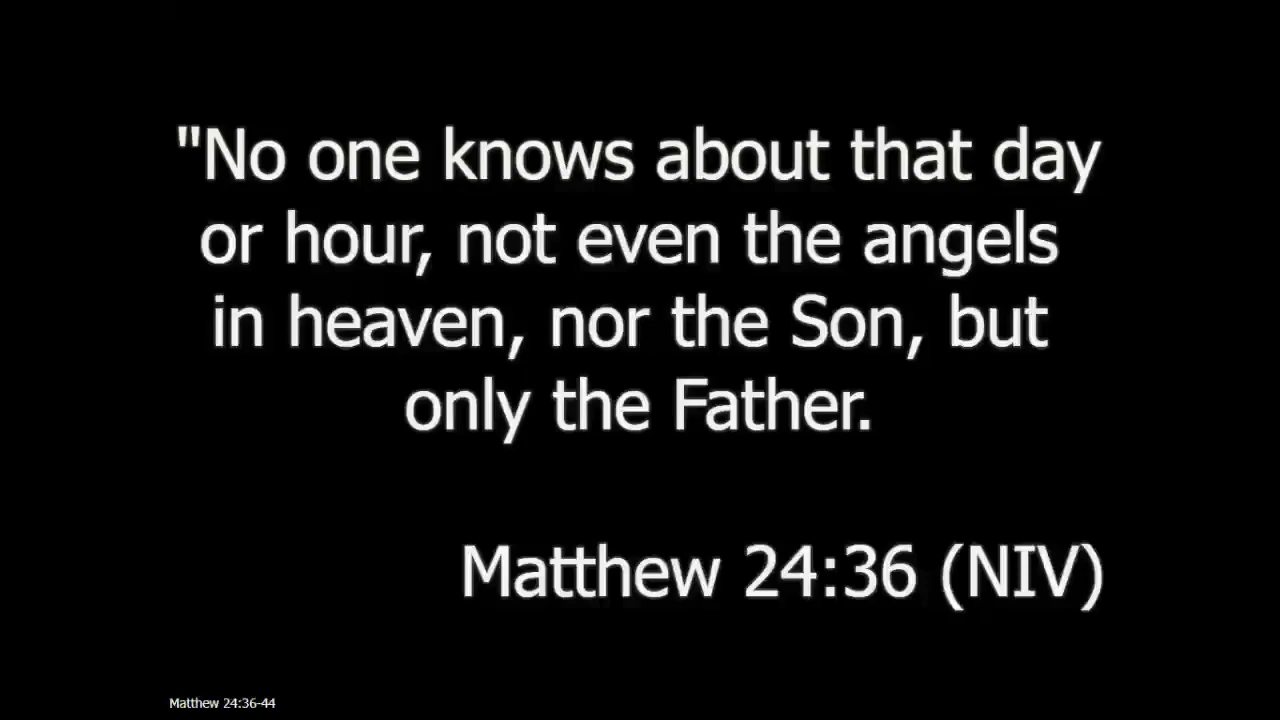 "No one knows about that day
or hour, not even the angels
in heaven, nor the Son, but
only the Father.
Matthew 24:36 (NIV)
Matthew 24:36-44